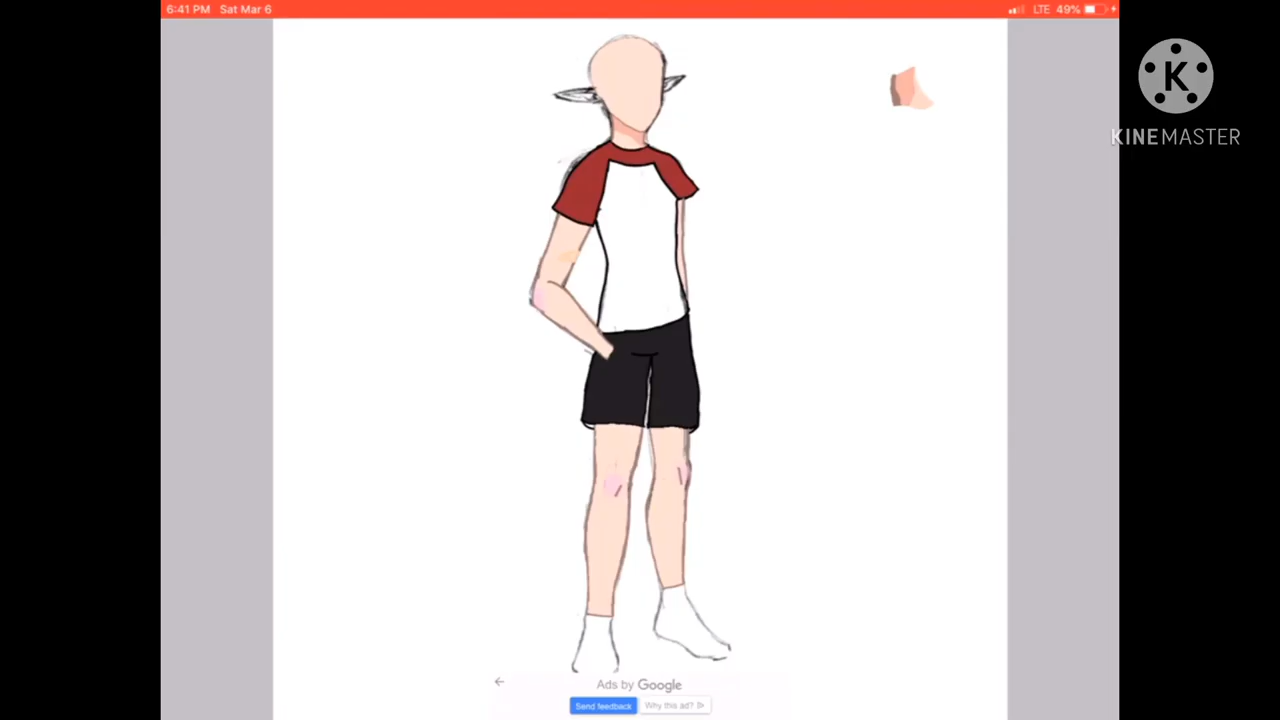 6:41 PM Sat Mar 6
LTE 49%
K
KINEMASTER
Ads by Google
Send feedback
Why this ad?